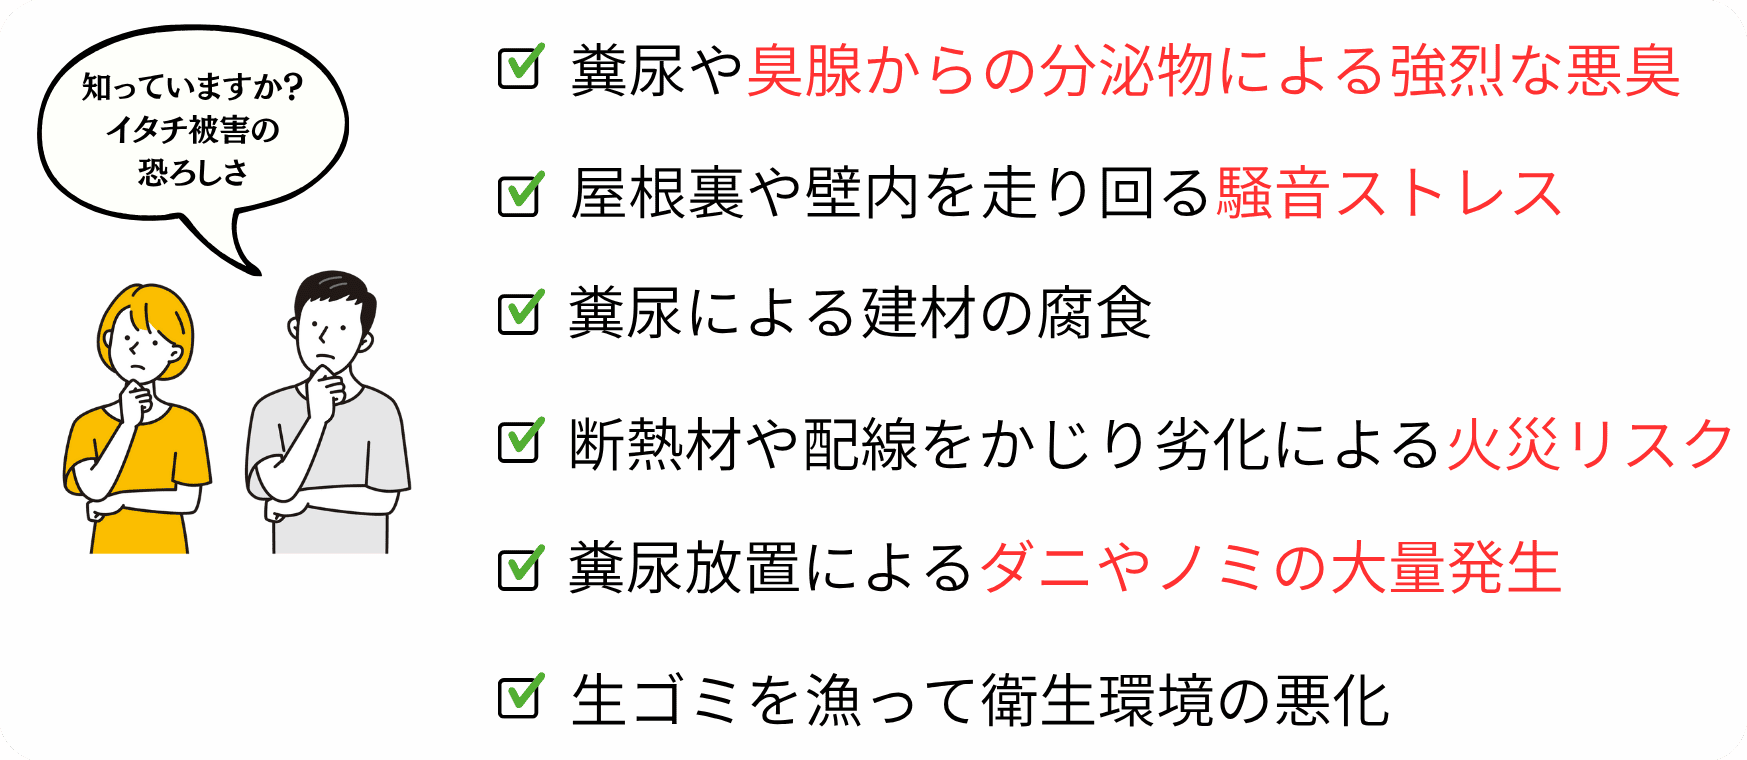 知っていますか？
イタチ被害の
恐ろしさ
糞尿や臭腺からの分泌物による強烈な悪臭
屋根裏や壁内を走り回る騒音ストレス
糞尿による建材の腐食
断熱材や配線をかじり劣化による火災リスク
糞尿放置によるダニやノミの大量発生
生ゴミを漁って衛生環境の悪化